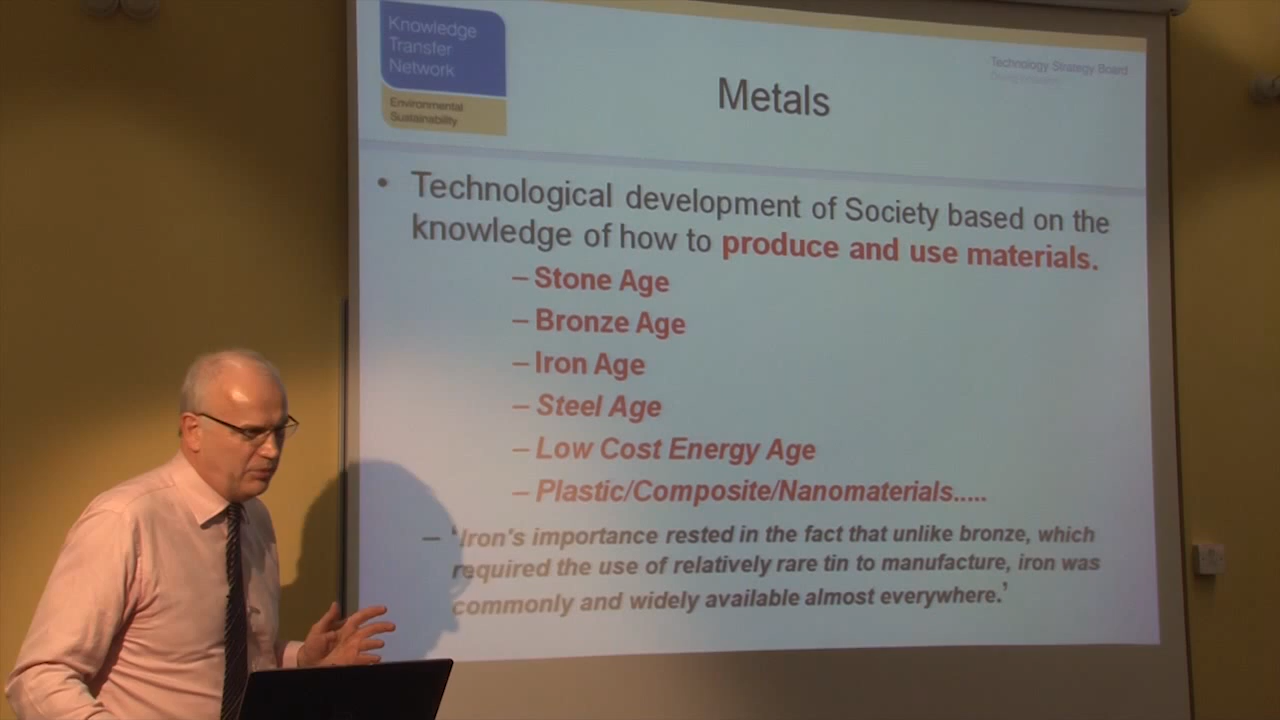 Knowledge
Transfer
Network
Environmental
Sustainability
Technology Strategy Board
Metals
• Technological development of Society based on the
knowledge of how to produce and use materials.
– Stone Age
– Bronze Age
– Iron Age
– Steel Age
– Low Cost Energy Age
– Plastic/Composite/Nanomaterials.....
– ‘Iron's importance rested in the fact that unlike bronze, which
required the use of relatively rare tin to manufacture, iron was
commonly and widely available almost everywhere.’